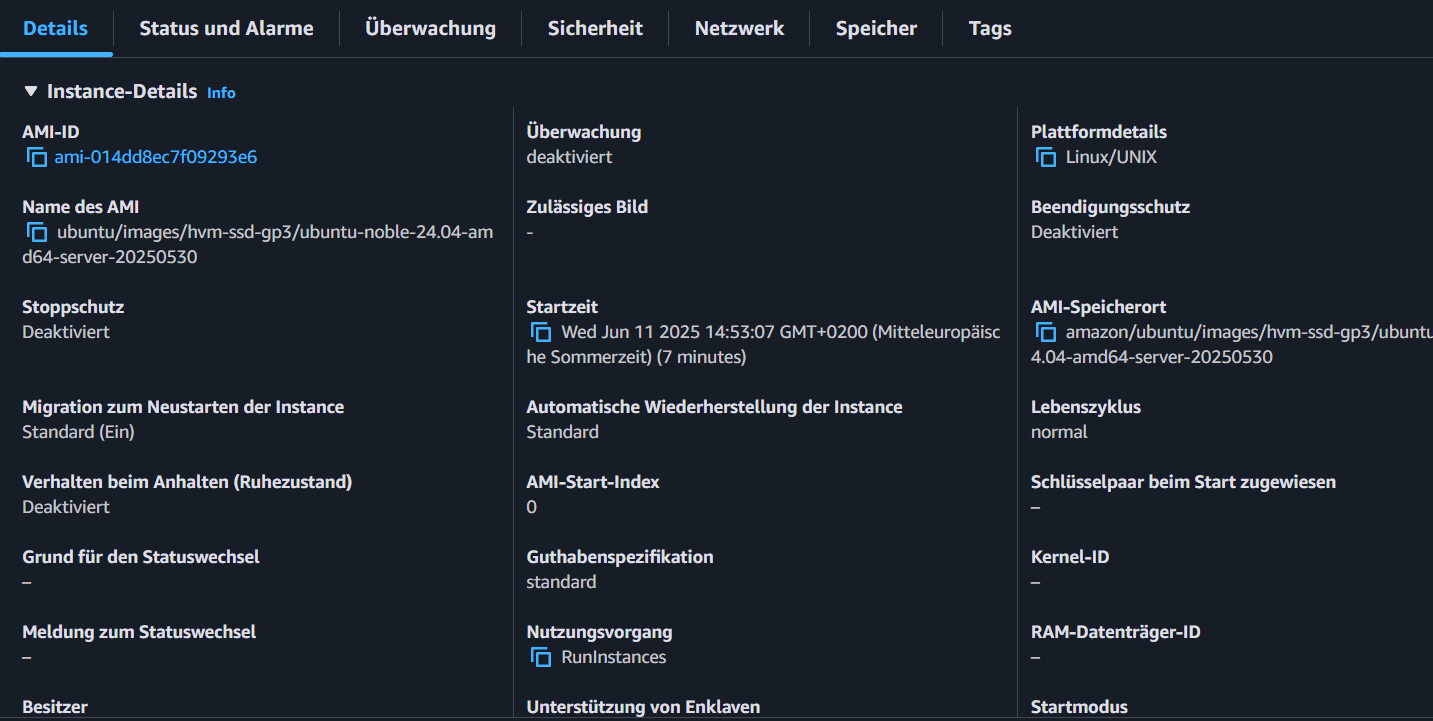 Details
Status und Alarme
Überwachung
Sicherheit
Netzwerk
Speicher
Tags
Instance-Details Info
AMI-ID
ami-014dd8ec7f09293e6
Überwachung
deaktiviert
Plattformdetails
Linux/UNIX
Name des AMI
ubuntu/images/hvm-ssd-gp3/ubuntu-noble-24.04-am
d64-server-20250530
Zulässiges Bild
-
Beendigungsschutz
Deaktiviert
Stoppschutz
Deaktiviert
Startzeit
Wed Jun 11 2025 14:53:07 GMT+0200 (Mitteleuropäisc
he Sommerzeit) (7 minutes)
AMI-Speicherort
amazon/ubuntu/images/hvm-ssd-gp3/ubuntu
4.04-amd64-server-20250530
Migration zum Neustarten der Instance
Standard (Ein)
Automatische Wiederherstellung der Instance
Standard
Lebenszyklus
normal
Verhalten beim Anhalten (Ruhezustand)
Deaktiviert
AMI-Start-Index
0
Schlüsselpaar beim Start zugewiesen
–
Grund für den Statuswechsel
–
Guthabenspezifikation
standard
Kernel-ID
–
Meldung zum Statuswechsel
–
Nutzungsvorgang
RunInstances
RAM-Datenträger-ID
–
Besitzer
Unterstützung von Enklaven
Startmodus